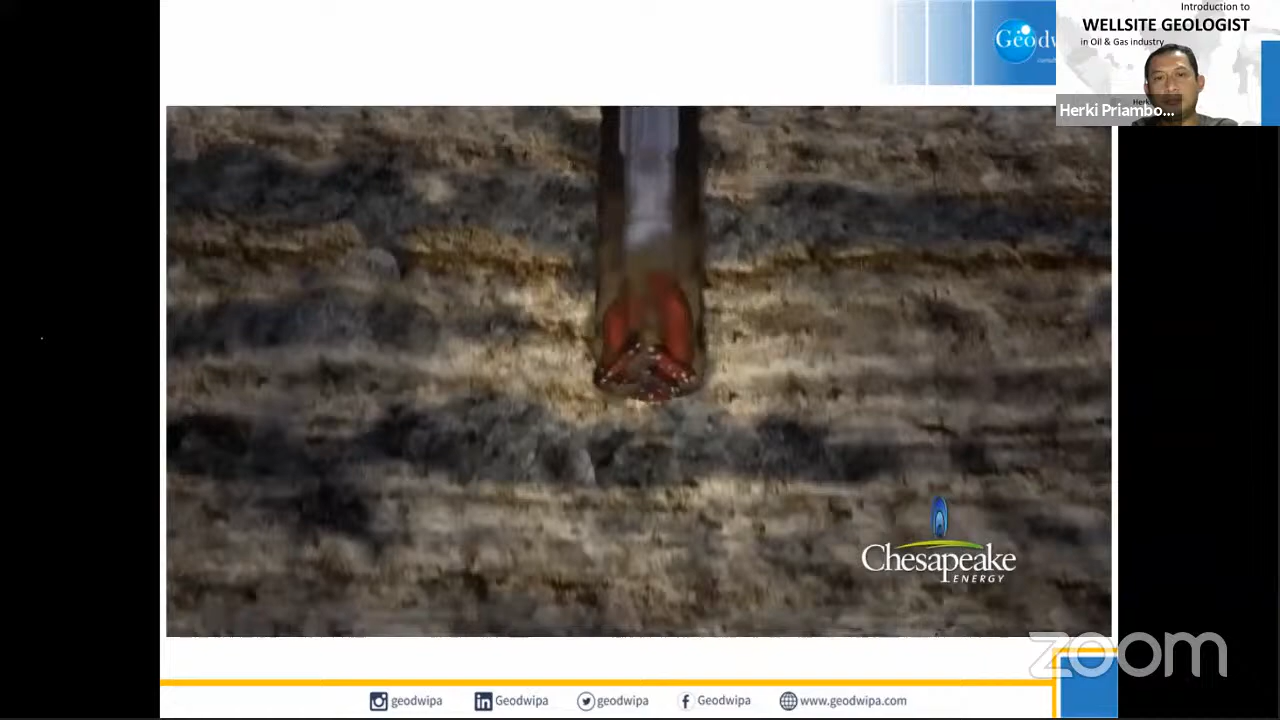 Introduction to
WELLSITE GEOLOGIST
in Oil & Gas industry
Herki Priambo...
Chesapeake
ENERGY
zoom
geodwipa
Geodwipa
geodwipa
Geodwipa
www.geodwipa.com